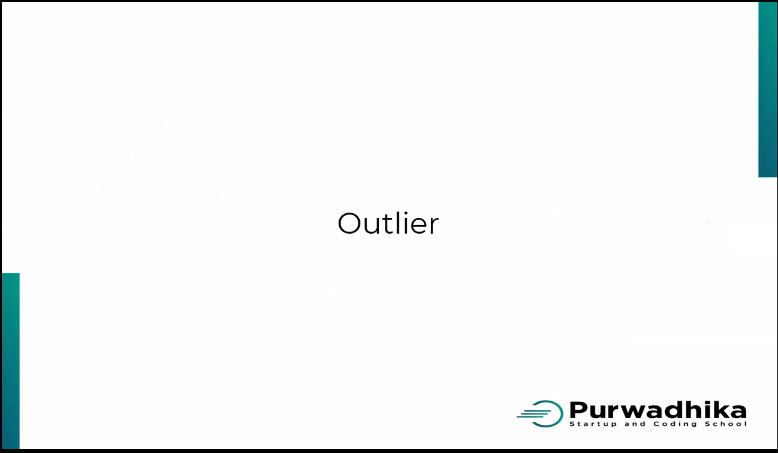 Outlier
Purwadhika
Startup and Coding School